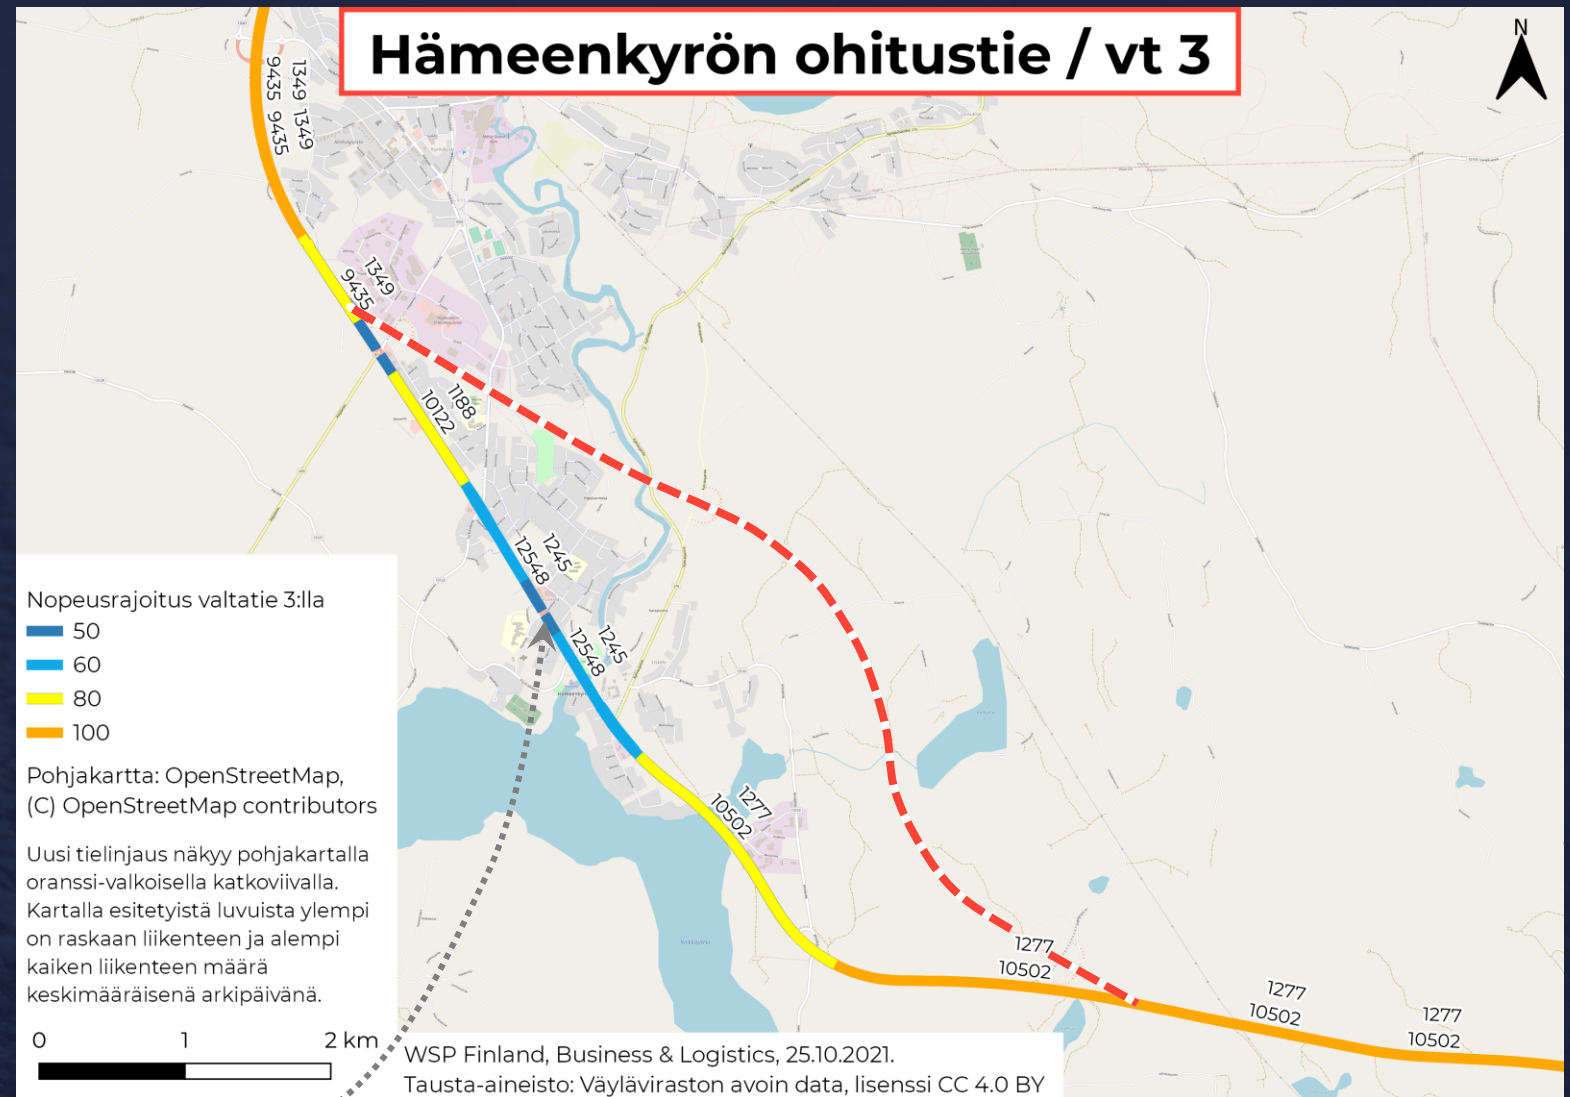 Hämeenkyrön ohitustie / vt 3
N
1349 1349
9435 9435
1349
9435
1188
10122
1245
12548
1245
12548
1277
10502
1277
10502
1277
10502
1277
10502
Nopeusrajoitus valtatie 3:lla
50
60
80
100
Pohjakartta: OpenStreetMap,
(C) OpenStreetMap contributors
Uusi tielinjaus näkyy pohjakartalla
oranssi-valkoisella katkoviivalla.
Kartalla esitetyistä luvuista ylempi
on raskaan liikenteen ja alempi
kaiken liikenteen määrä
keskimääräisenä arkipäivänä.
0 1 2 km
WSP Finland, Business & Logistics, 25.10.2021.
Tausta-aineisto: Väyläviraston avoin data, lisenssi CC 4.0 BY